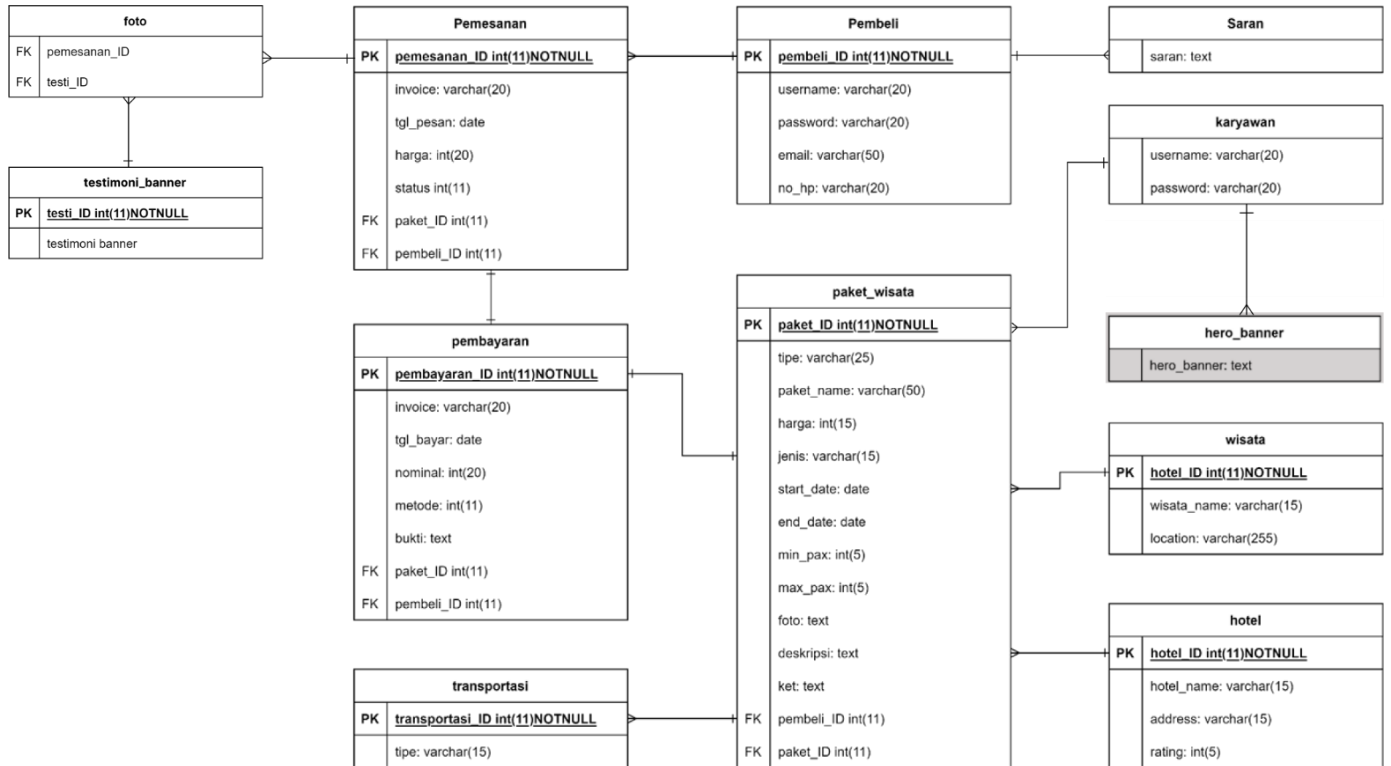 foto
FK pemesanan_ID
FK testi_ID
testimoni_banner
PK testi_ID int(11)NOTNULL
testimoni banner
Pemesanan
PK pemesanan_ID int(11)NOTNULL
invoice: varchar(20)
tgl_pesan: date
harga: int(20)
status int(11)
FK paket_ID int(11)
FK pembeli_ID int(11)
pembayaran
PK pembayaran_ID int(11)NOTNULL
invoice: varchar(20)
tgl_bayar: date
nominal: int(20)
metode: int(11)
bukti: text
FK paket_ID int(11)
FK pembeli_ID int(11)
transportasi
PK transportasi_ID int(11)NOTNULL
tipe: varchar(15)
Pembeli
PK pembeli_ID int(11)NOTNULL
username: varchar(20)
password: varchar(20)
email: varchar(50)
no_hp: varchar(20)
paket_wisata
PK paket_ID int(11)NOTNULL
tipe: varchar(25)
paket_name: varchar(50)
harga: int(15)
jenis: varchar(15)
start_date: date
end_date: date
min_pax: int(5)
max_pax: int(5)
foto: text
deskripsi: text
ket: text
FK pembeli_ID int(11)
FK paket_ID int(11)
Saran
saran: text
karyawan
username: varchar(20)
password: varchar(20)
hero_banner
hero_banner: text
wisata
PK hotel_ID int(11)NOTNULL
wisata_name: varchar(15)
location: varchar(255)
hotel
PK hotel_ID int(11)NOTNULL
hotel_name: varchar(15)
address: varchar(15)
rating: int(5)